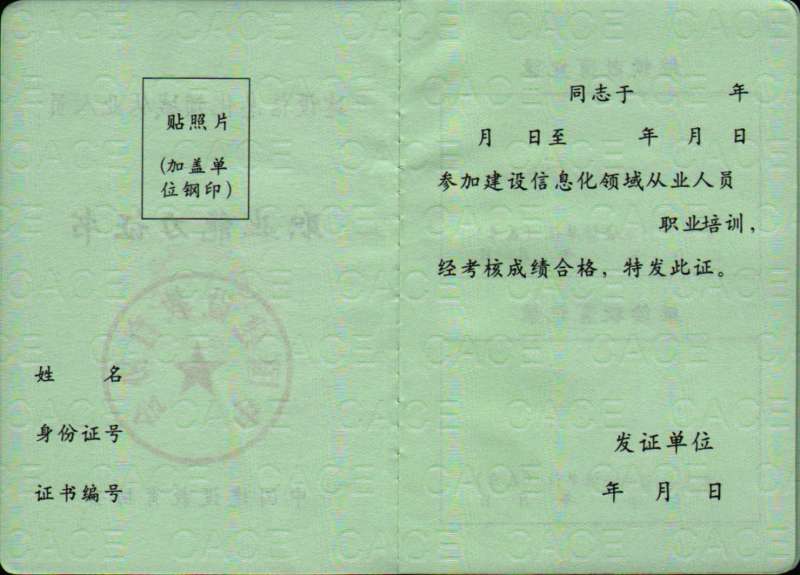 贴照片
(加盖单
位钢印)
姓 名
身份证号
证书编号
同志于 年
月 日至 年 月 日
参加建设信息化领域从业人员
职业培训，
经考核成绩合格，特发此证。
发证单位
年 月 日
CACE